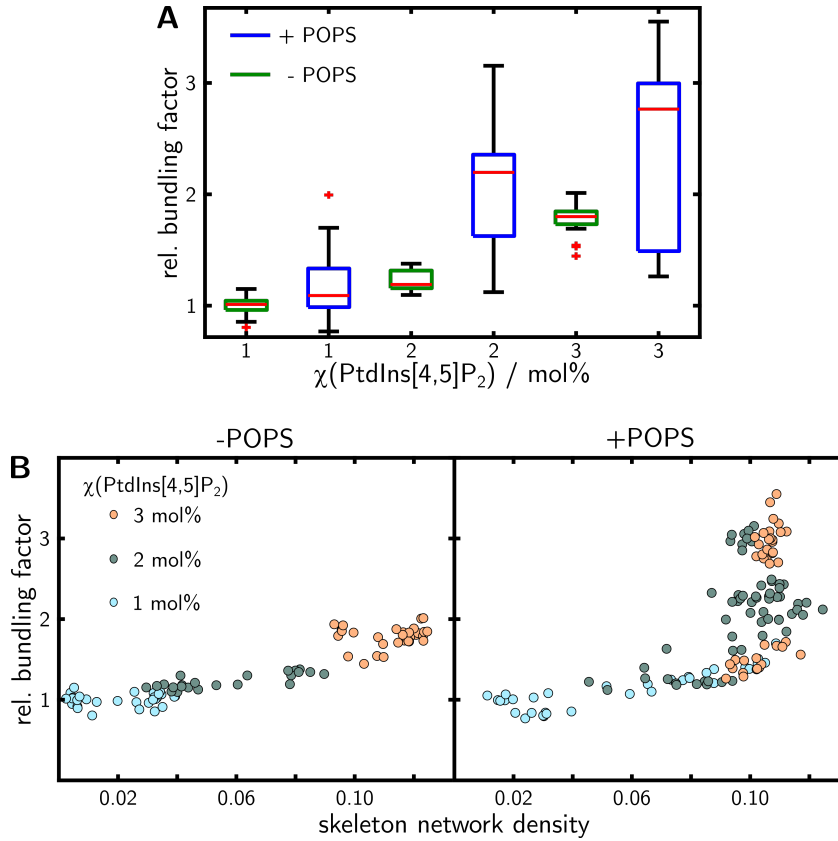 A
+ POPS
- POPS
rel. bundling factor
3
2
1
1 1 2 2 3 3
χ(PtdIns[4,5]P₂) / mol%
-POPS +POPS
B
χ(PtdIns[4,5]P₂)
3 mol%
2 mol%
1 mol%
rel. bundling factor
3
2
1
0.02 0.06 0.10 0.02 0.06 0.10
skeleton network density